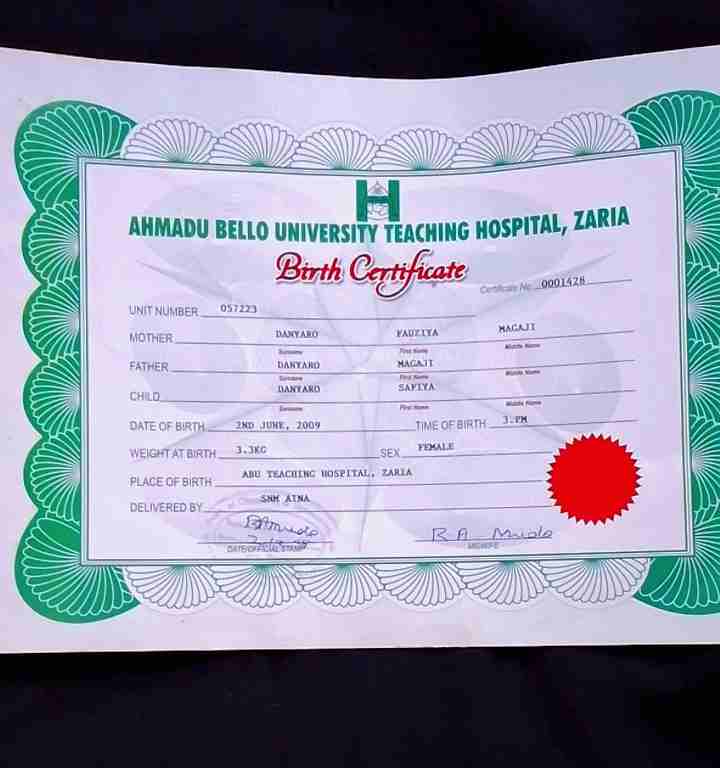 H
AHMADU BELLO UNIVERSITY TEACHING HOSPITAL, ZARIA
Birth Certificate
Certificate No. 0001428
UNIT NUMBER 057223
MOTHER DANYARO FAUZIYA MAGAJI
Surname First Name Middle Name
FATHER DANYARO MAGAJI
Surname First Name Middle Name
CHILD DANYARO SAFIYA
Surname First Name Middle Name
DATE OF BIRTH 2ND JUNE, 2009 TIME OF BIRTH 3.PM
WEIGHT AT BIRTH 3.3KG SEX FEMALE
PLACE OF BIRTH ABU TEACHING HOSPITAL, ZARIA
DELIVERED BY SNM AINA
R A
DATE/OFFICIAL STAMP MIDWIFE